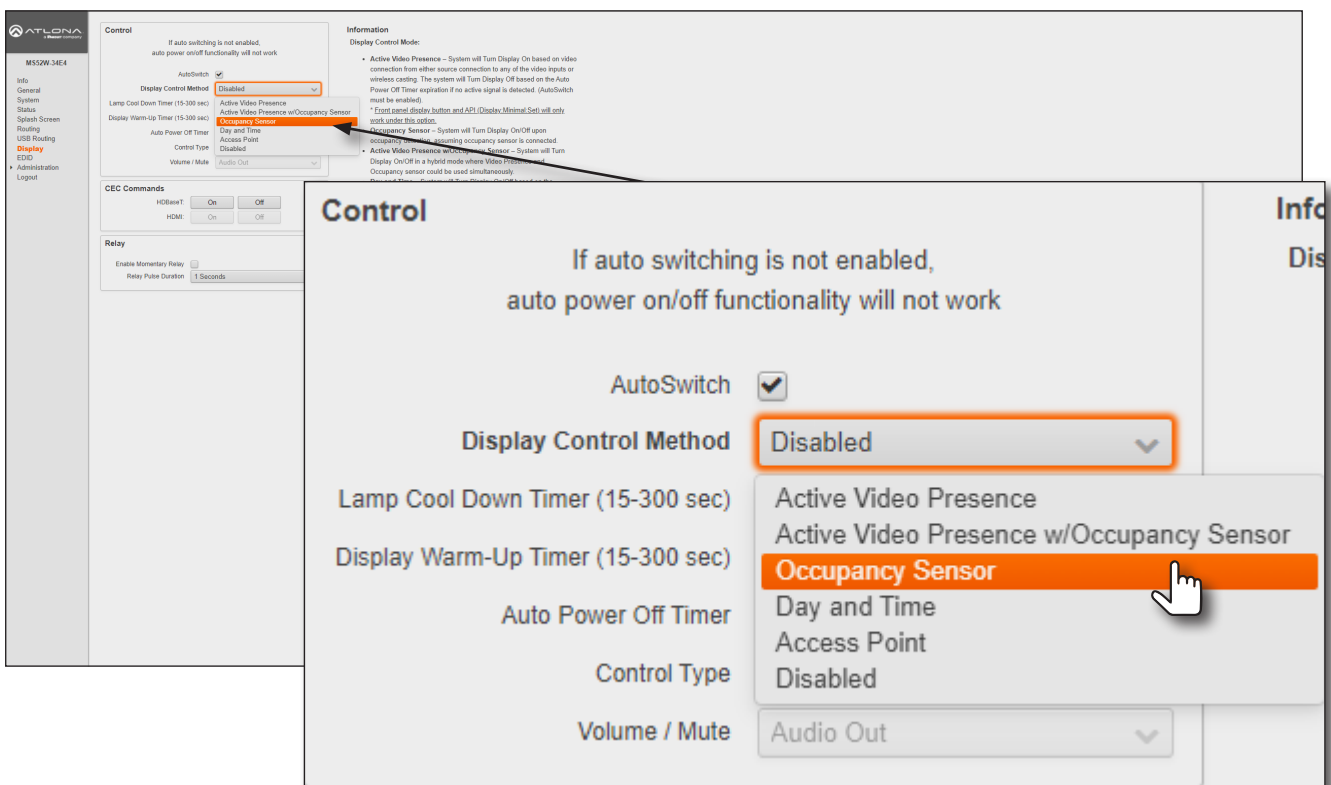 ATLONA
a Panduit company
MS52W-34E4
Info
General
System
Status
Splash Screen
Routing
USB Routing
Display
EDID
Administration
Logout
Control
If auto switching is not enabled,
auto power on/off functionality will not work
AutoSwitch
Display Control Method Disabled
Lamp Cool Down Timer (15-300 sec)
Display Warm-Up Timer (15-300 sec)
Auto Power Off Timer
Control Type
Active Video Presence
Active Video Presence w/Occupancy Sensor
Occupancy Sensor
Day and Time
Access Point
Disabled
Volume / Mute Audio Out
CEC Commands
HDBaseT: On Off
HDMI: On Off
Relay
Enable Momentary Relay
Relay Pulse Duration 1 Seconds
Information
Display Control Mode:
• Active Video Presence – System will Turn Display On based on video
connection from either source connection to any of the video inputs or
wireless casting. The system will Turn Display Off based on the Auto
Power Off Timer expiration if no active signal is detected. (AutoSwitch
must be enabled).
* Front panel display button and API (Display.Minimal.Set) will only
work under this option.
• Occupancy Sensor – System will Turn Display On/Off upon
occupancy detection, assuming occupancy sensor is connected.
• Active Video Presence w/Occupancy Sensor – System will Turn
Display On/Off in a hybrid mode where Video Presence and
Occupancy sensor could be used simultaneously.
Control
If auto switching is not enabled,
auto power on/off functionality will not work
AutoSwitch
Display Control Method Disabled
Lamp Cool Down Timer (15-300 sec)
Display Warm-Up Timer (15-300 sec)
Auto Power Off Timer
Control Type
Active Video Presence
Active Video Presence w/Occupancy Sensor
Occupancy Sensor
Day and Time
Access Point
Disabled
Volume / Mute Audio Out